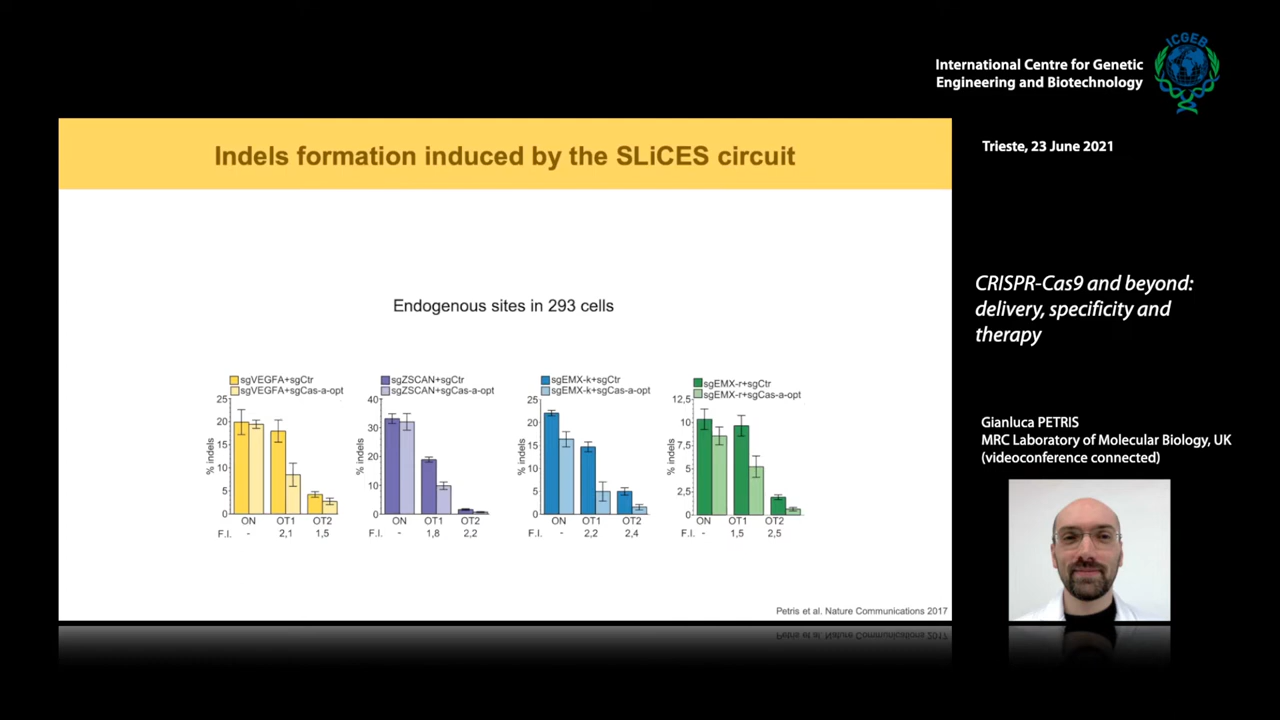 ICGEB
International Centre for Genetic
Engineering and Biotechnology
Trieste, 23 June 2021
Indels formation induced by the SLiCES circuit
Endogenous sites in 293 cells
sgVEGFA+sgCtr
sgVEGFA+sgCas-a-opt
25
20
15
10
5
0
% indels
ON OT1 OT2
F.I. - 2,1 1,5
sgZSCAN+sgCtr
sgZSCAN+sgCas-a-opt
40
30
20
10
0
% indels
ON OT1 OT2
F.I. - 1,8 2,2
sgEMX-k+sgCtr
sgEMX-k+sgCas-a-opt
25
20
15
10
5
0
% indels
ON OT1 OT2
F.I. - 2,2 2,4
sgEMX-r+sgCtr
sgEMX-r+sgCas-a-opt
12,5
10
7,5
5
2,5
0
% indels
ON OT1 OT2
F.I. - 1,5 2,5
Petris et al. Nature Communications 2017
CRISPR-Cas9 and beyond:
delivery, specificity and
therapy
Gianluca PETRIS
MRC Laboratory of Molecular Biology, UK
(videoconference connected)